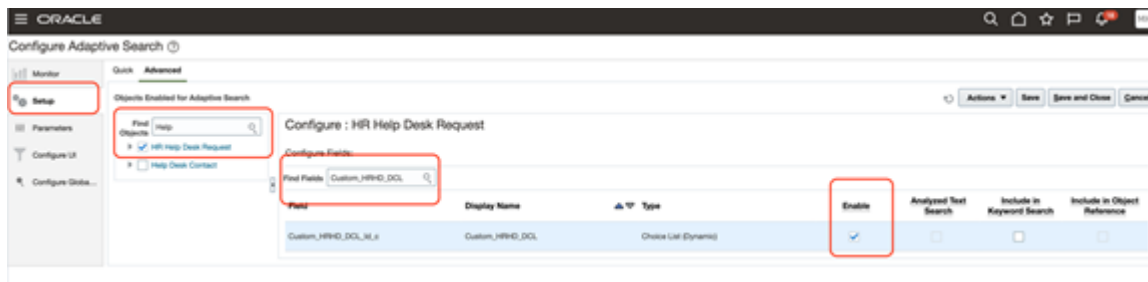 ORACLE
Configure Adaptive Search
Monitor
Setup
Parameters
Configure UI
Configure Globa...
Quick Advanced
Objects Enabled for Adaptive Search
Actions Save Save and Close Cance
Find Objects Help
HR Help Desk Request
Help Desk Contact
Configure : HR Help Desk Request
Configure Fields:
Find Fields Custom_HRHD_DCL
Field Display Name Type Enable Analyzed Text Search Include in Keyword Search Include in Object Reference
Custom_HRHD_DCL_Id_c Custom_HRHD_DCL Choice List (Dynamic)